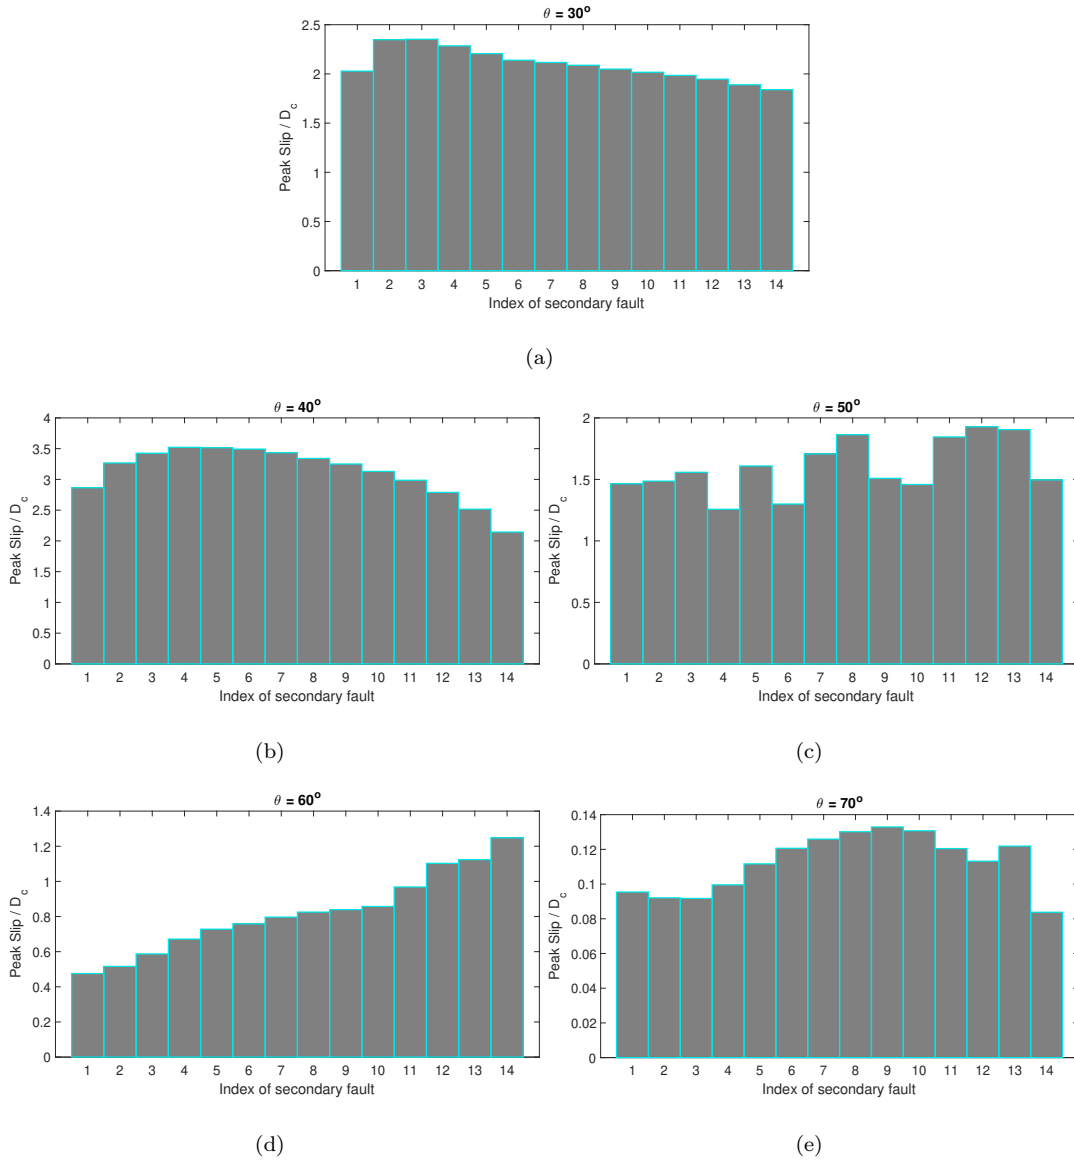 θ = 30°
2.5
2
1.5
1
0.5
0
Peak Slip / D_c
1 2 3 4 5 6 7 8 9 10 11 12 13 14
Index of secondary fault
(a)
θ = 40°
4
3.5
3
2.5
2
1.5
1
0.5
0
Peak Slip / D_c
1 2 3 4 5 6 7 8 9 10 11 12 13 14
Index of secondary fault
(b)
θ = 50°
2
1.5
1
0.5
0
Peak Slip / D_c
1 2 3 4 5 6 7 8 9 10 11 12 13 14
Index of secondary fault
(c)
θ = 60°
1.4
1.2
1
0.8
0.6
0.4
0.2
0
Peak Slip / D_c
1 2 3 4 5 6 7 8 9 10 11 12 13 14
Index of secondary fault
(d)
θ = 70°
0.14
0.12
0.1
0.08
0.06
0.04
0.02
0
Peak Slip / D_c
1 2 3 4 5 6 7 8 9 10 11 12 13 14
Index of secondary fault
(e)